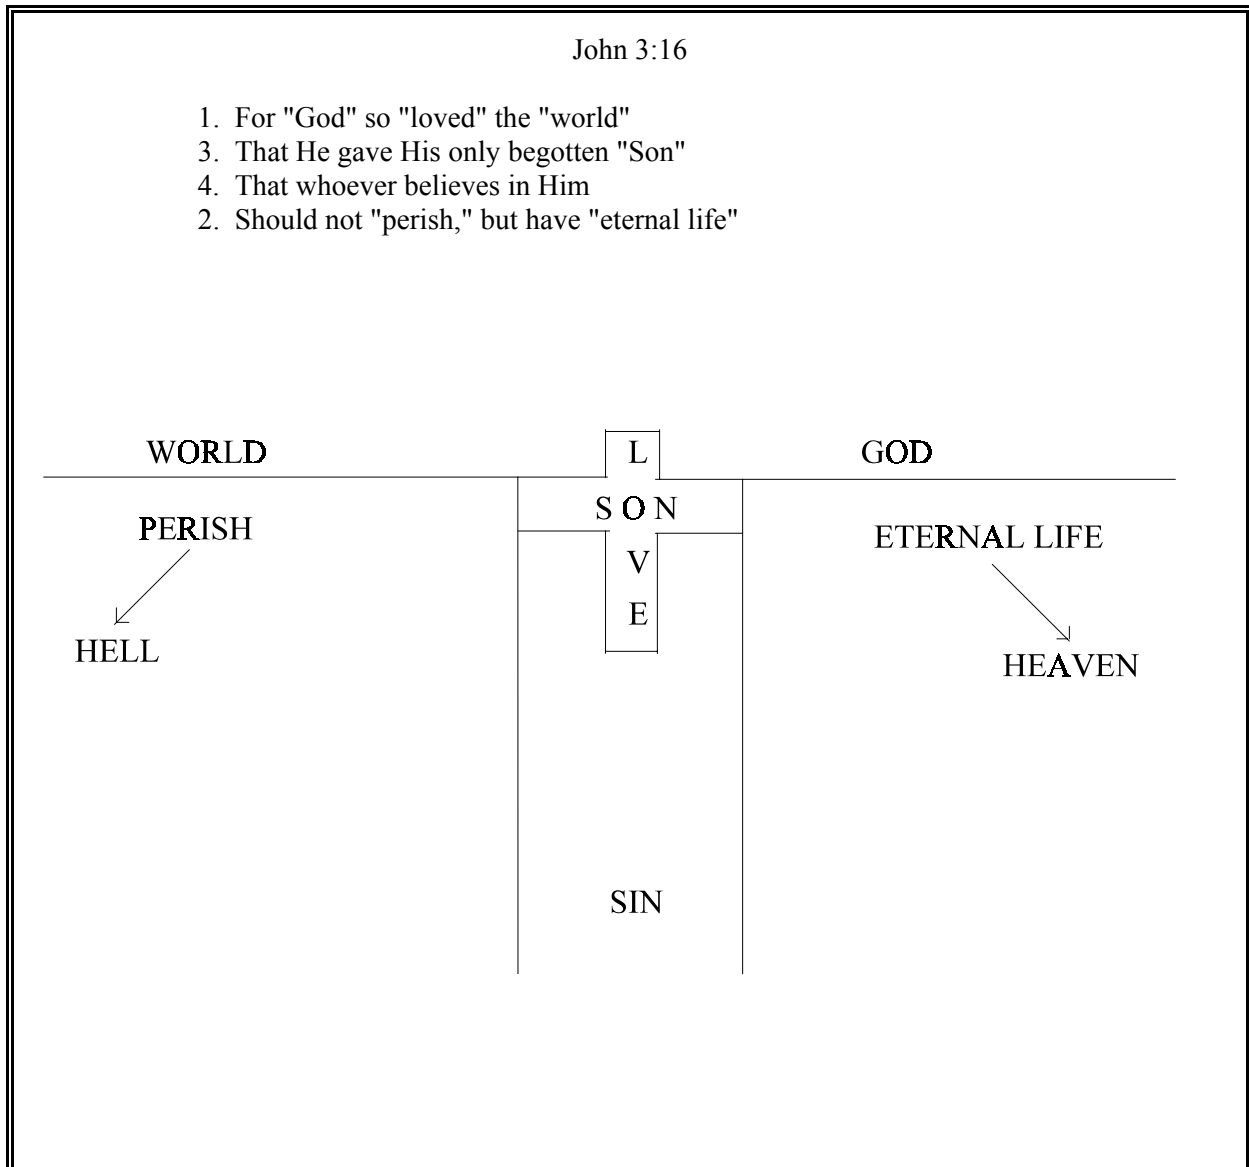 John 3:16
1. For "God" so "loved" the "world"
3. That He gave His only begotten "Son"
4. That whoever believes in Him
2. Should not "perish," but have "eternal life"
WORLD
L
GOD
S O N
PERISH
ETERNAL LIFE
V
E
HELL
HEAVEN
SIN